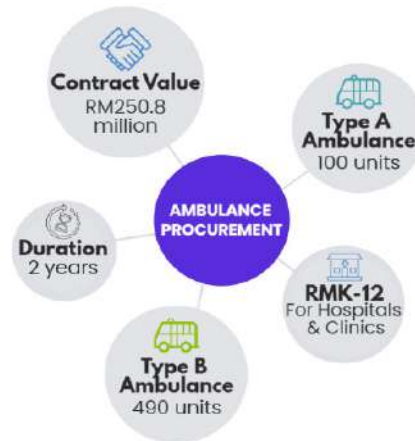 Contract Value
RM250.8
million
Type A
Ambulance
100 units
AMBULANCE
PROCUREMENT
Duration
2 years
RMK-12
For Hospitals
& Clinics
Type B
Ambulance
490 units